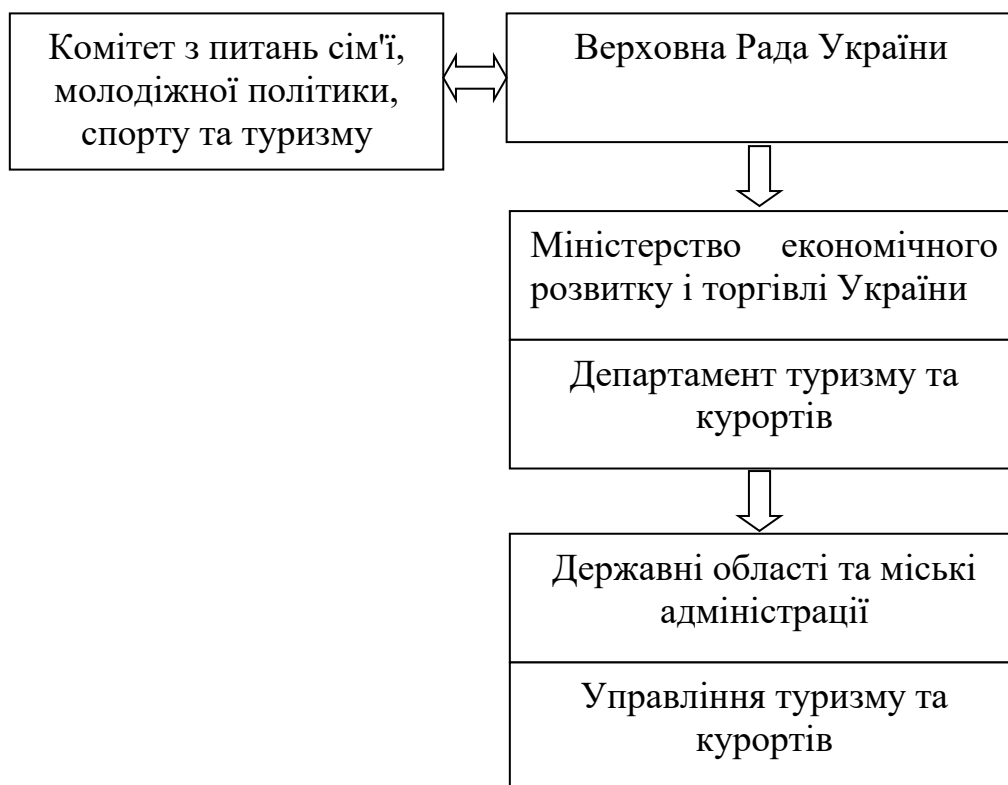 Комітет з питань сім'ї,
молодіжної політики,
спорту та туризму
Верховна Рада України
Міністерство економічного
розвитку і торгівлі України
Департамент туризму та
курортів
Державні області та міські
адміністрації
Управління туризму та
курортів